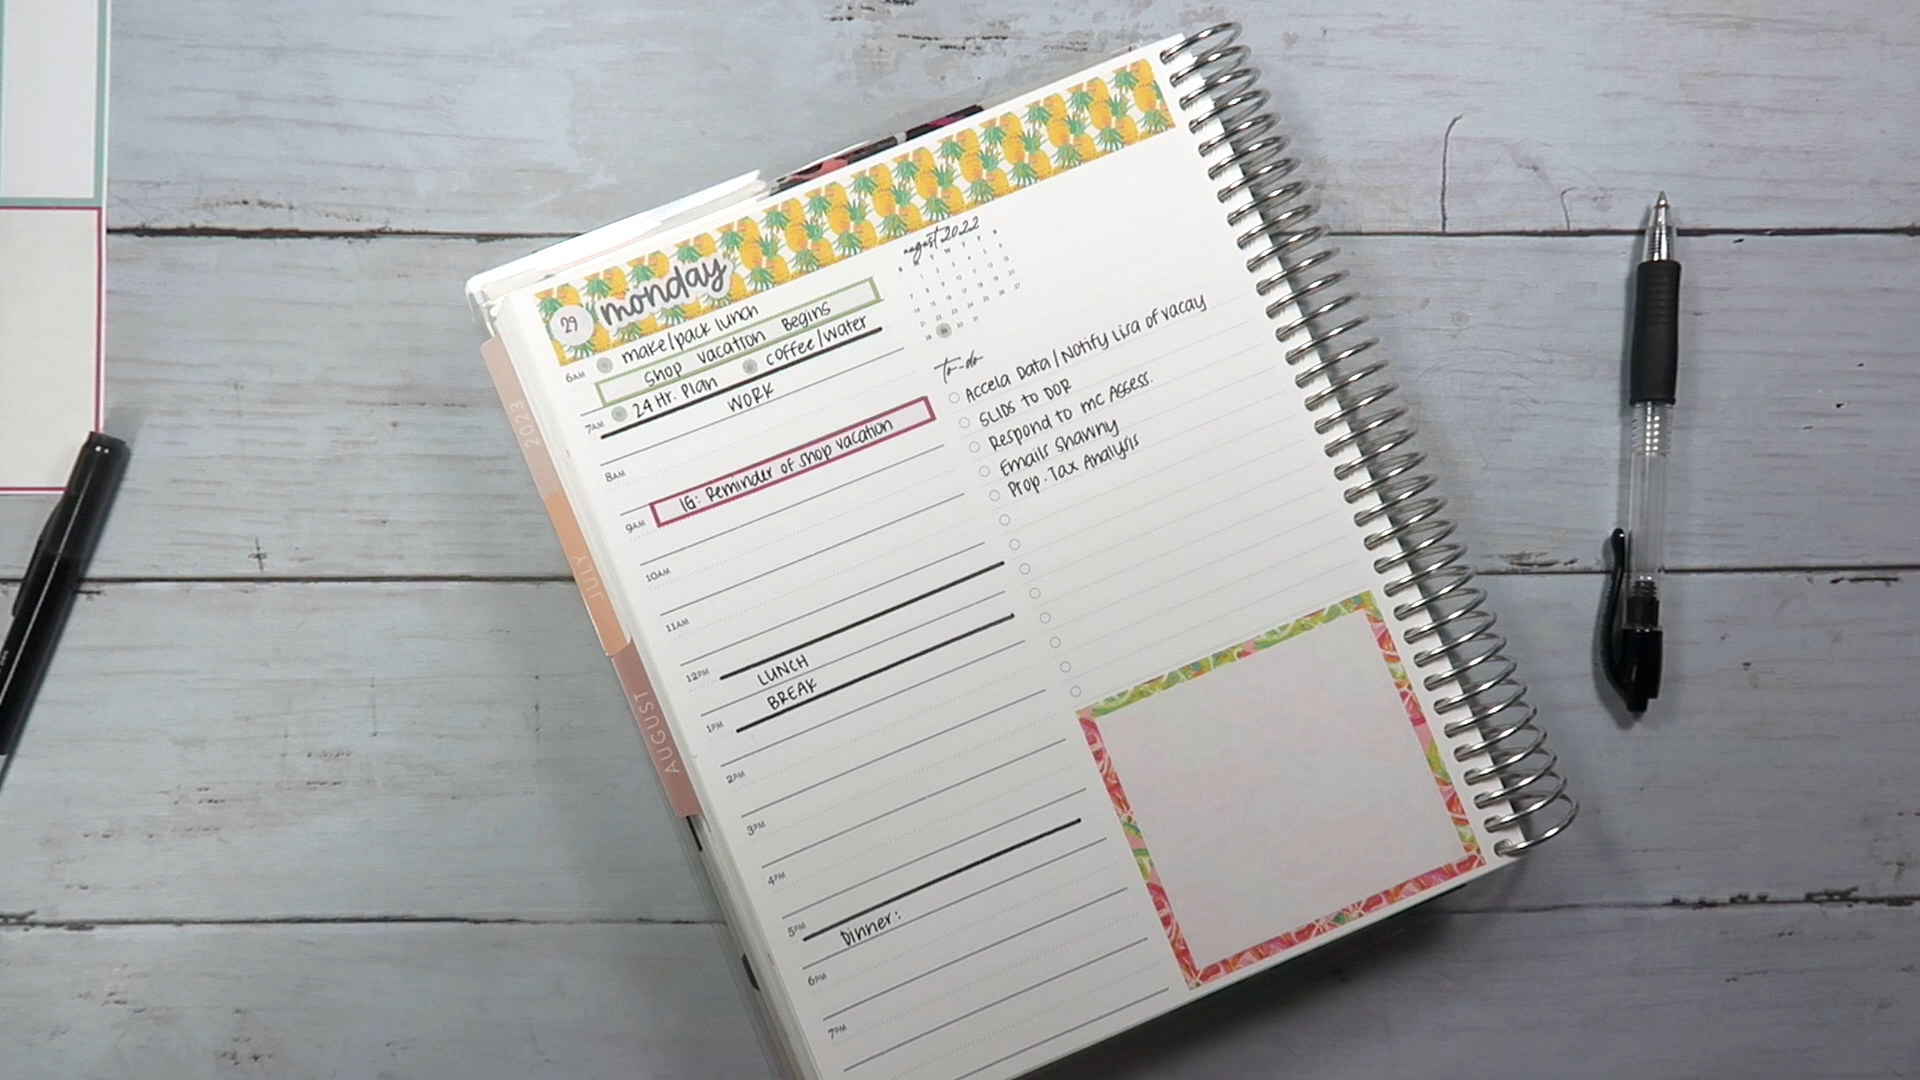 29 monday
august 2022
make/pack lunch
6AM
Shop vacation Begins
24 Hr. Plan
coffee/water
7AM
WORK
8AM
IG: Reminder of shop vacation
9AM
10AM
11AM
12PM
LUNCH
BREAK
1PM
2PM
3PM
4PM
5PM
Dinner:
6PM
7PM
to-do
Accela Data/Notify Lisa of vacay
SLIDS to DOR
Respond to mc Assess.
Emails Shawny
Prop. Tax Analysis
2023
JULY
AUGUST